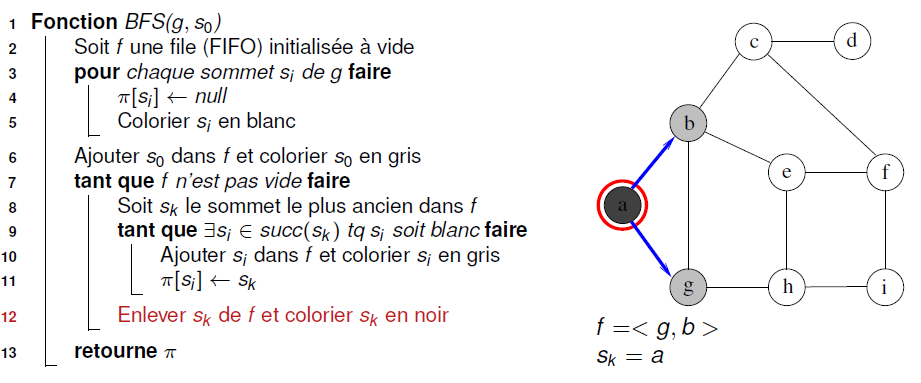 1 Fonction BFS(g, s₀)
2 Soit f une file (FIFO) initialisée à vide
3 pour chaque sommet sᵢ de g faire
4 π[sᵢ] ← null
5 Colorier sᵢ en blanc
6 Ajouter s₀ dans f et colorier s₀ en gris
7 tant que f n'est pas vide faire
8 Soit sₖ le sommet le plus ancien dans f
9 tant que ∃sᵢ ∈ succ(sₖ) tq sᵢ soit blanc faire
10 Ajouter sᵢ dans f et colorier sᵢ en gris
11 π[sᵢ] ← sₖ
12 Enlever sₖ de f et colorier sₖ en noir
13 retourne π
c d
b
e f
a
g h i
f =< g, b >
sₖ = a